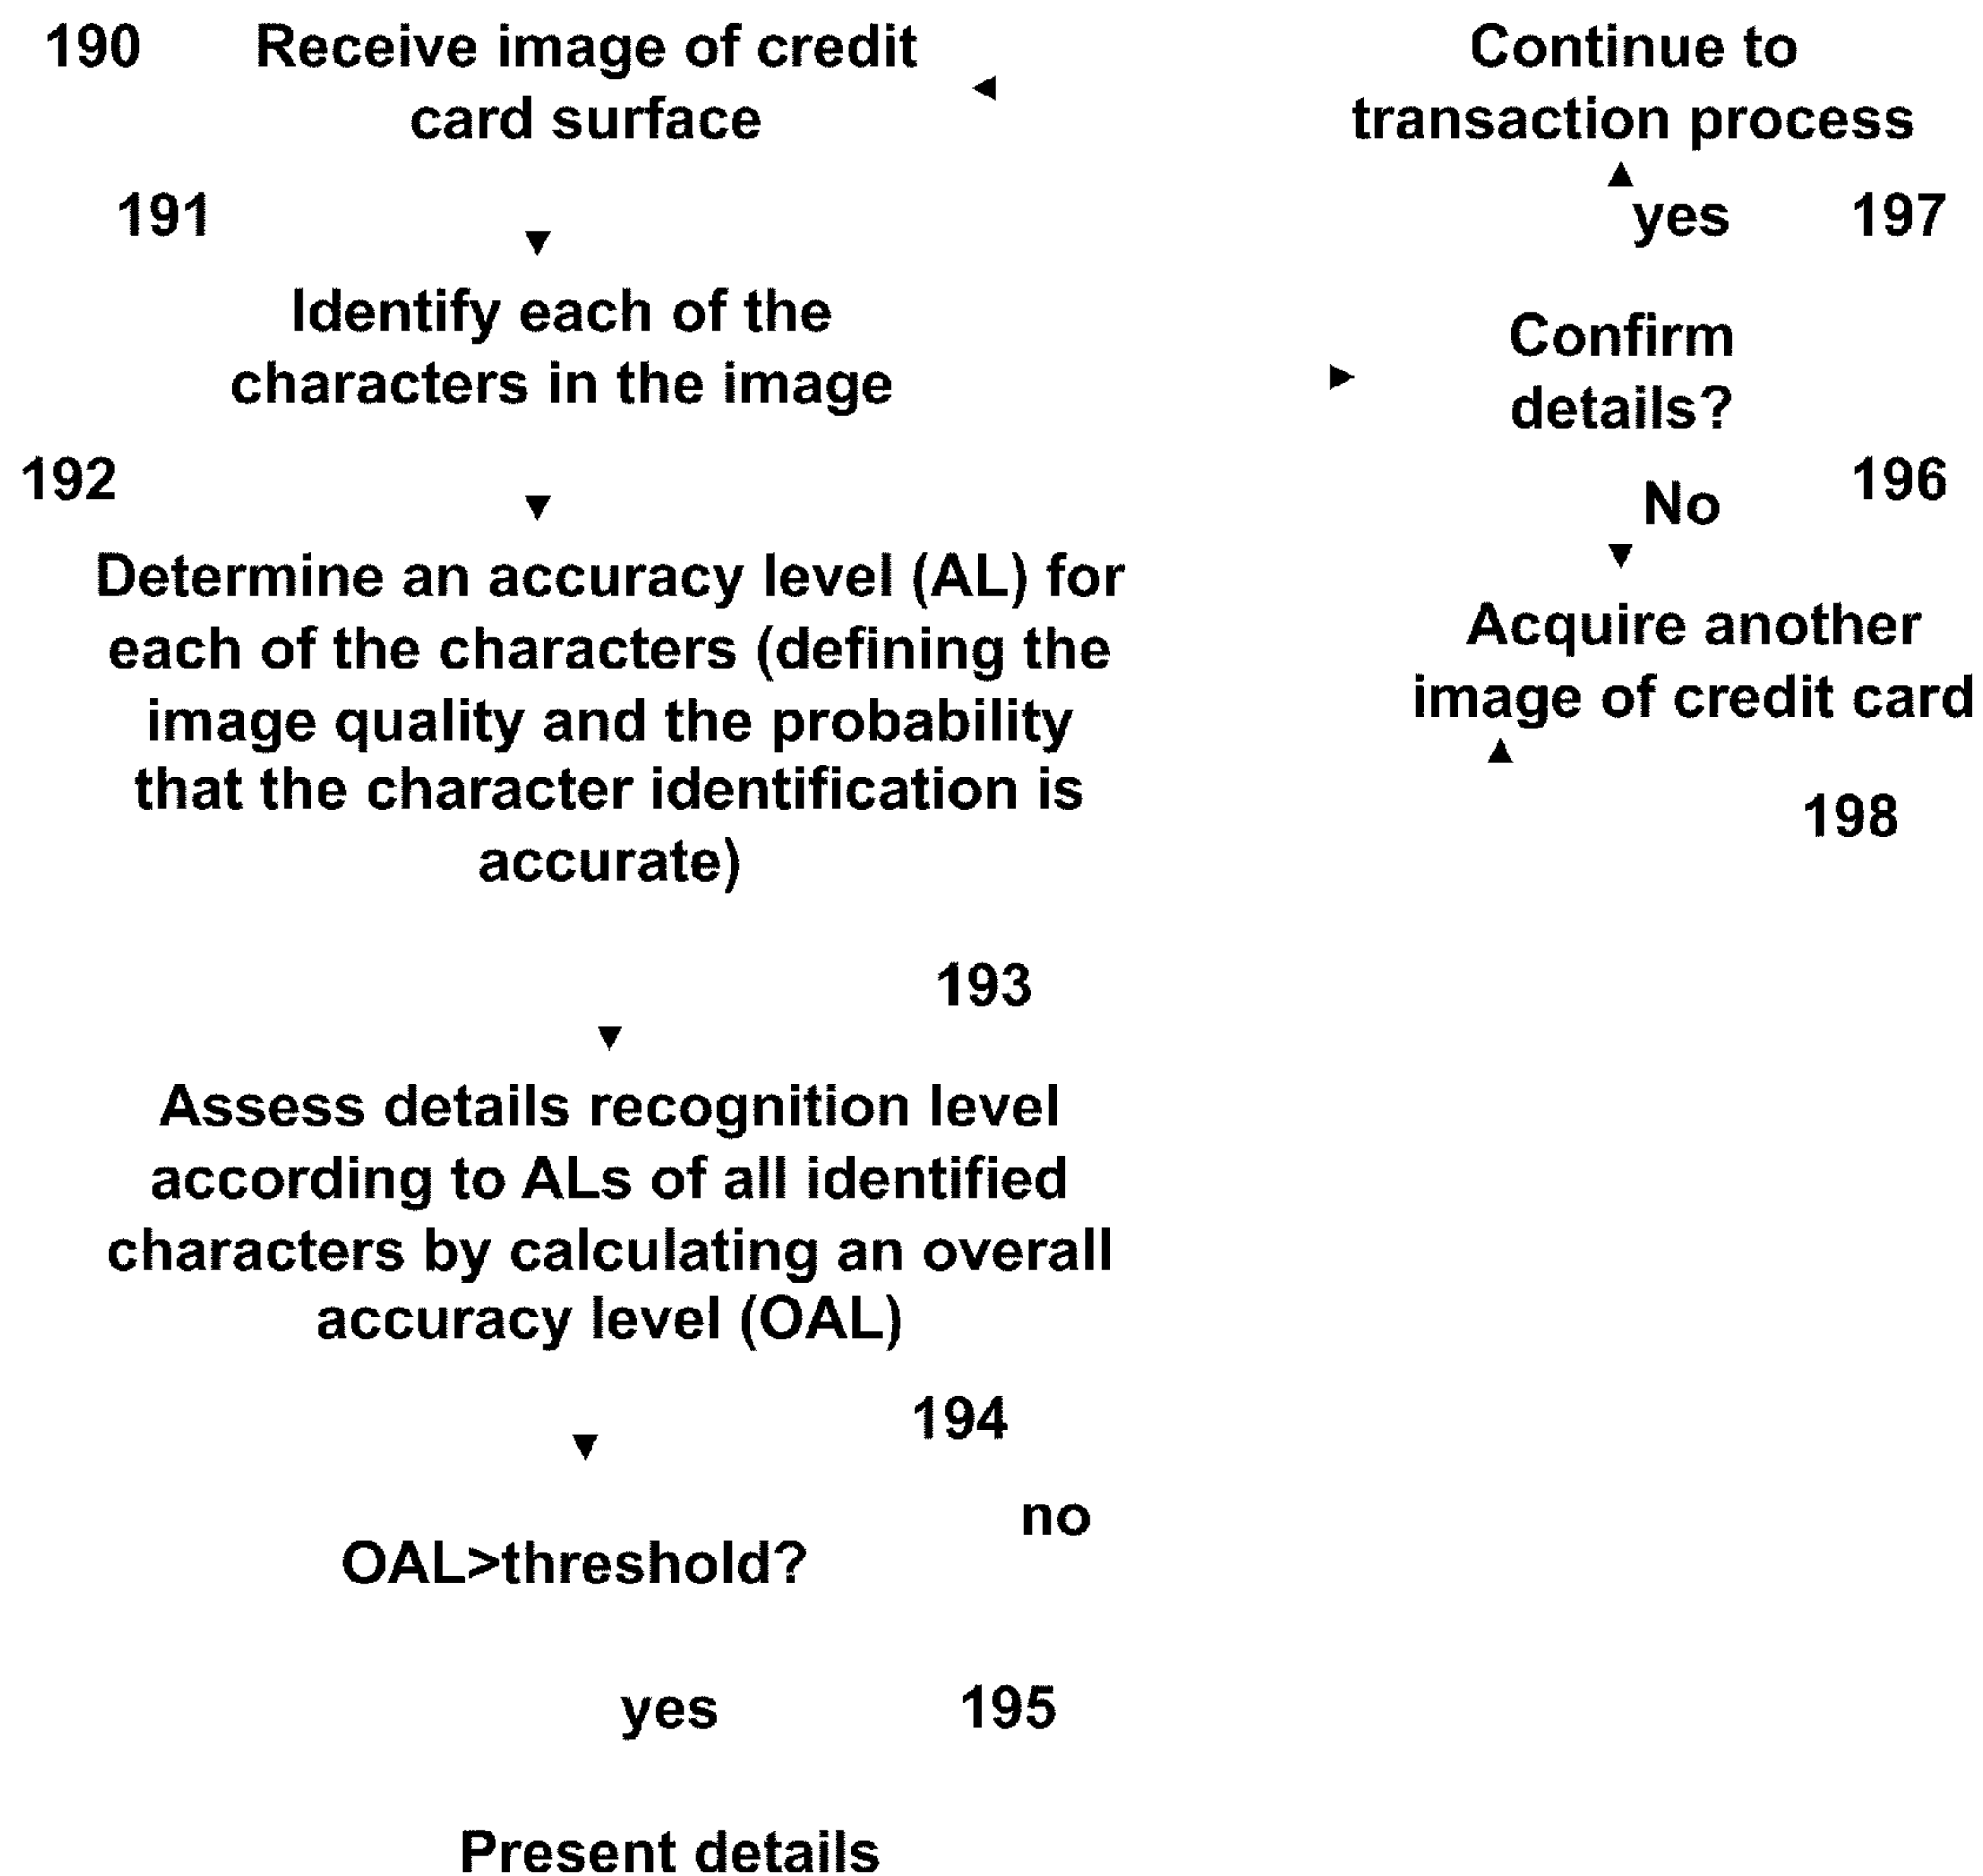 190
Receive image of credit
card surface
191
Identify each of the
characters in the image
192
Determine an accuracy level (AL) for
each of the characters (defining the
image quality and the probability
that the character identification is
accurate)
193
Assess details recognition level
according to ALs of all identified
characters by calculating an overall
accuracy level (OAL)
194
no
OAL>threshold?
yes
195
Present details
Continue to
transaction process
yes
197
Confirm
details?
196
No
Acquire another
image of credit card
198